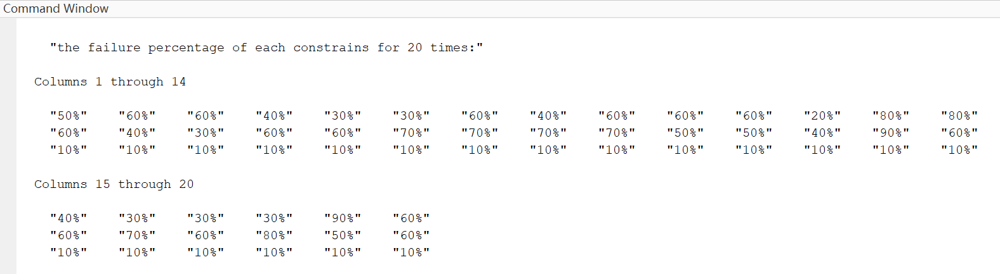 Command Window
"the failure percentage of each constrains for 20 times:"
Columns 1 through 14
"50%" "60%" "60%" "40%" "30%" "30%" "60%" "40%" "60%" "60%" "60%" "20%" "80%" "80%"
"60%" "40%" "30%" "60%" "60%" "70%" "70%" "70%" "70%" "50%" "50%" "40%" "90%" "60%"
"10%" "10%" "10%" "10%" "10%" "10%" "10%" "10%" "10%" "10%" "10%" "10%" "10%" "10%"
Columns 15 through 20
"40%" "30%" "30%" "30%" "90%" "60%"
"60%" "70%" "60%" "80%" "50%" "60%"
"10%" "10%" "10%" "10%" "10%" "10%"